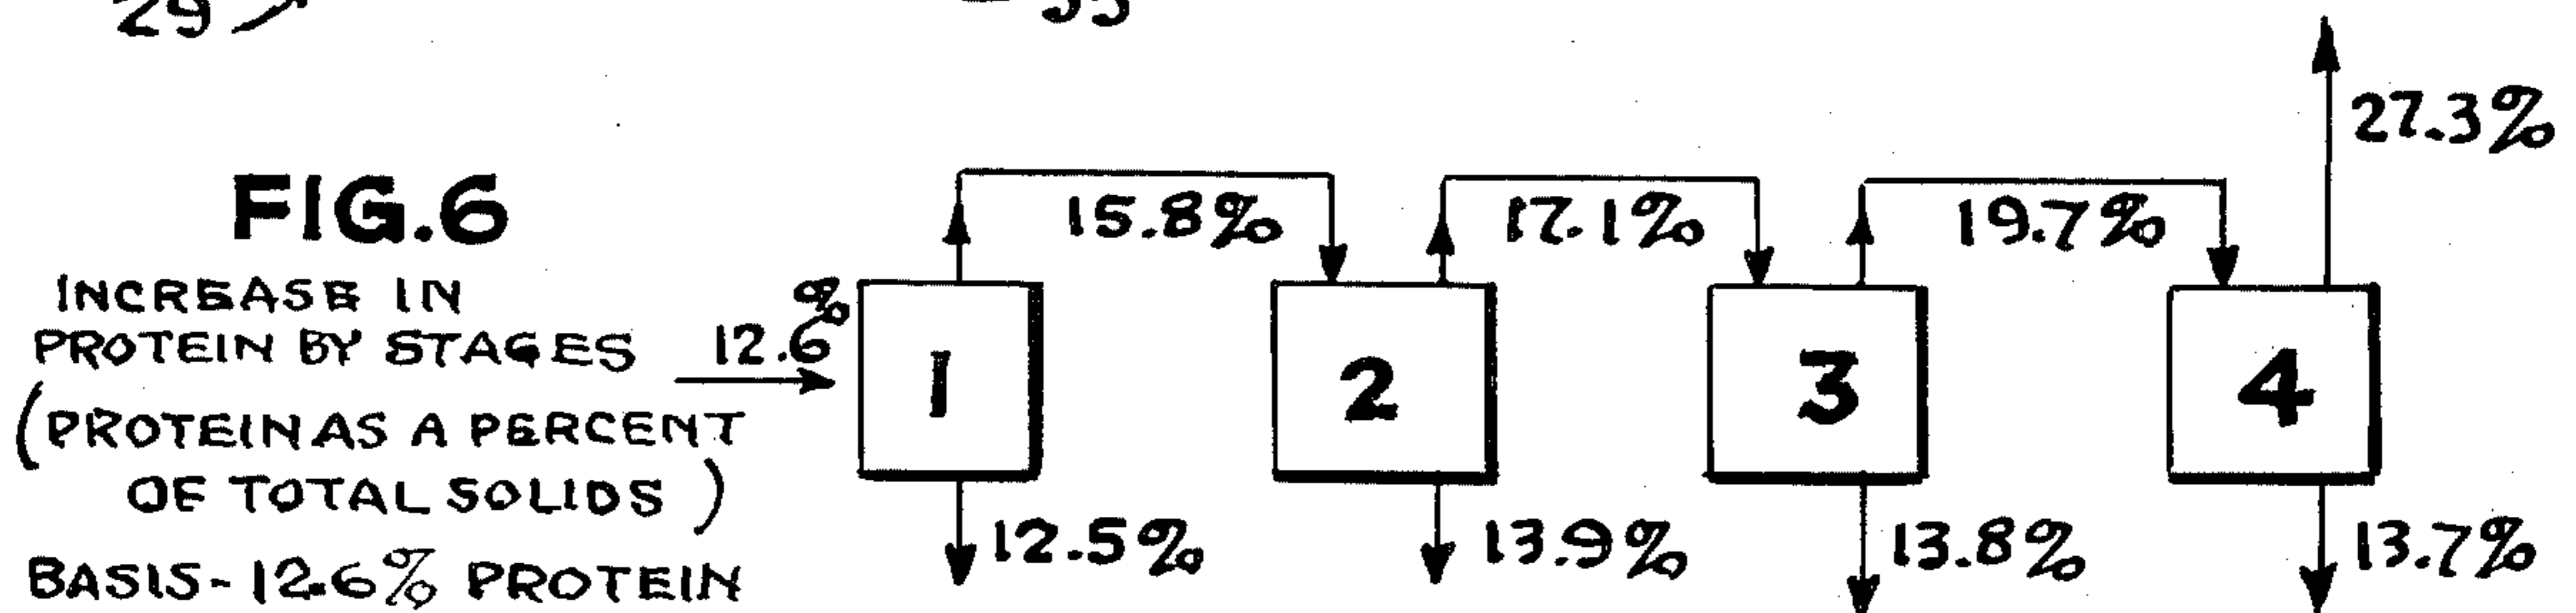 29
35
27.3%
FIG.6
15.8%
17.1%
19.7%
INCREASE IN
PROTEIN BY STAGES
12.6%
1
2
3
4
(PROTEIN AS A PERCENT
OF TOTAL SOLIDS)
12.5%
13.9%
13.8%
13.7%
BASIS-12.6% PROTEIN